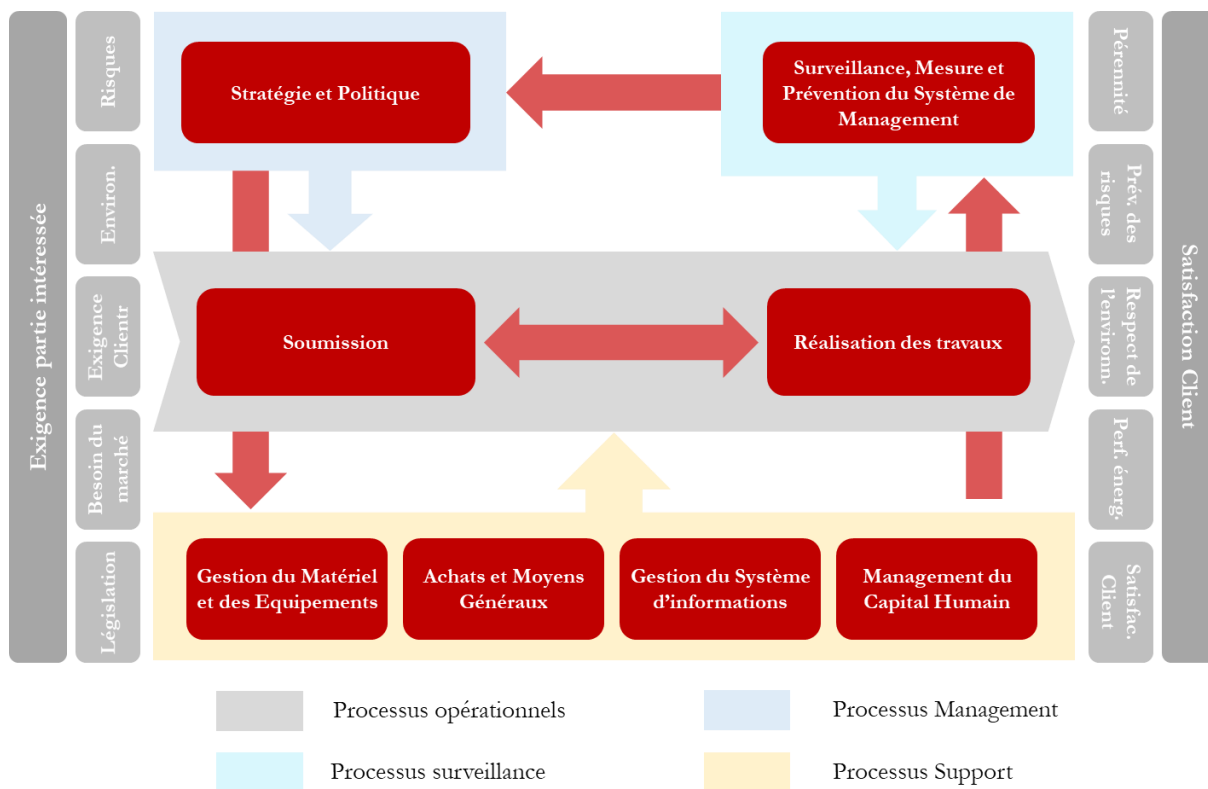 Exigence partie intéressée
Risques
Environ.
Exigence
Clientr
Besoin du
marché
Législation
Stratégie et Politique
Surveillance, Mesure et
Prévention du Système de
Management
Soumission
Réalisation des travaux
Gestion du Matériel
et des Equipements
Achats et Moyens
Généraux
Gestion du Système
d'informations
Management du
Capital Humain
Pérennité
Prév. des
risques
Respect de
l'environn.
Perf. énerg.
Satisfac.
Client
Satisfaction Client
Processus opérationnels
Processus Management
Processus surveillance
Processus Support